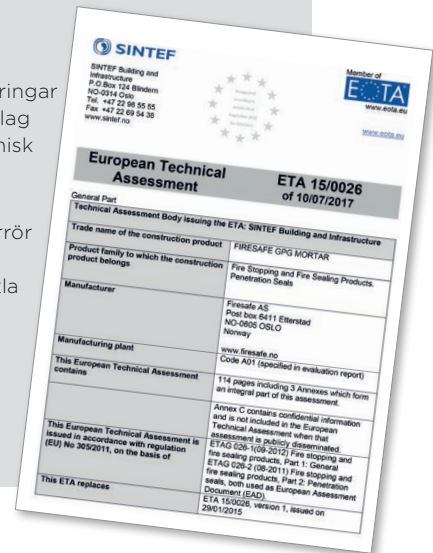 ringar
lag
nisk
rör
kla
SINTEF
SINTEF Building and
Infrastructure
P.O.Box 124 Blindern
NO-0314 Oslo
Tel. +47 22 96 55 55
Fax +47 22 69 54 38
www.sintef.no
Member of
EOTA
www.eota.eu
www.eota.eu
European Technical
Assessment
ETA 15/0026
of 10/07/2017
General Part
Technical Assessment Body issuing the ETA: SINTEF Building and Infrastructure
Trade name of the construction product
FIRESAFE GPG MORTAR
Product family to which the construction
product belongs
Fire Stopping and Fire Sealing Products.
Penetration Seals
Manufacturer
Firesafe AS
Post box 6411 Etterstad
NO-0605 OSLO
Norway
www.firesafe.no
Manufacturing plant
Code A01 (specified in evaluation report)
This European Technical Assessment
contains
114 pages including 3 Annexes which form
an integral part of this assessment.
Annex C contains confidential information
and is not included in the European
Technical Assessment when that
assessment is publicly disseminated.
This European Technical Assessment is
issued in accordance with regulation
(EU) No 305/2011, on the basis of
ETAG 026-1(09-2012) Fire stopping and
fire sealing products, Part 1: General
ETAG 026-2 (08-2011) Fire stopping and
fire sealing products, Part 2: Penetration
seals, both used as European Assessment
Document (EAD).
This ETA replaces
ETA 15/0026, version 1, issued on
29/01/2015